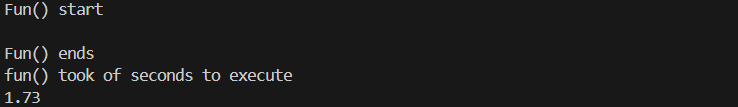 Fun() start
Fun() ends
fun() took of seconds to execute
1.73